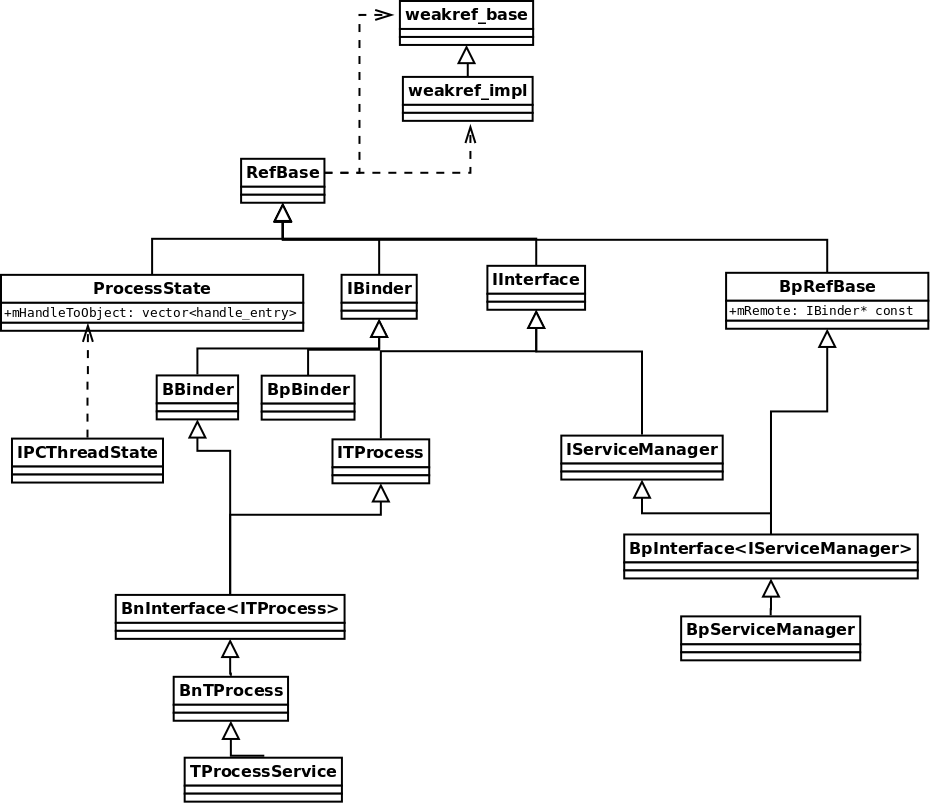 weakref_base
weakref_impl
RefBase
ProcessState
+mHandleToObject: vector<handle_entry>
IBinder
IInterface
BpRefBase
+mRemote: IBinder* const
BBinder
BpBinder
IPCThreadState
ITProcess
IServiceManager
BpInterface<IServiceManager>
BnInterface<ITProcess>
BpServiceManager
BnTProcess
TProcessService